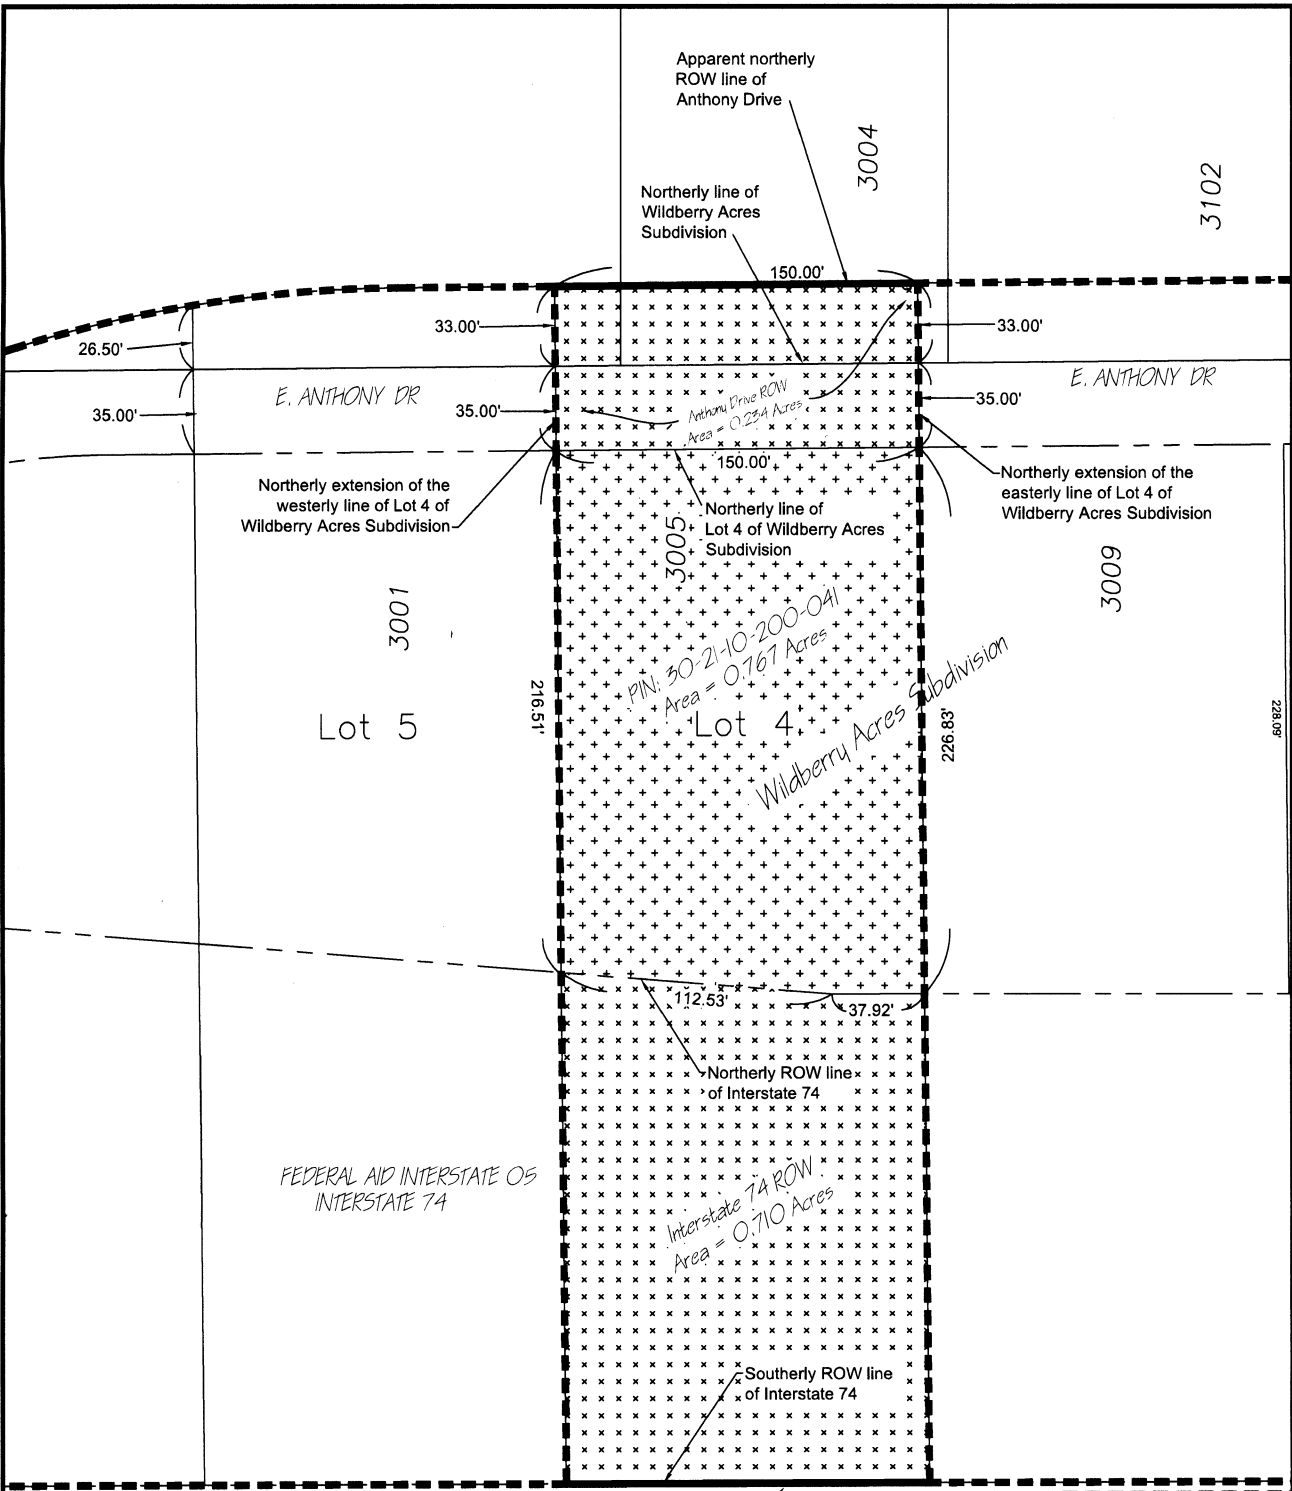 Apparent northerly
ROW line of
Anthony Drive
3004
3102
Northerly line of
Wildberry Acres
Subdivision
150.00'
33.00'
33.00'
26.50'
E. ANTHONY DR
E. ANTHONY DR
35.00'
35.00'
35.00'
Anthony Drive ROW
Area = 0.234 Acres
150.00'
Northerly extension of the
westerly line of Lot 4 of
Wildberry Acres Subdivision
Northerly line of
Lot 4 of Wildberry Acres
Subdivision
Northerly extension of the
easterly line of Lot 4 of
Wildberry Acres Subdivision
3001
3005
3009
PIN: 30-21-10-200-041
Area = 0.767 Acres
Wildberry Acres Subdivision
Lot 5
216.51'
Lot 4
226.83'
228.09'
112.53'
37.92'
Northerly ROW line
of Interstate 74
FEDERAL AID INTERSTATE 05
INTERSTATE 74
Interstate 74 ROW
Area = 0.710 Acres
Southerly ROW line
of Interstate 74